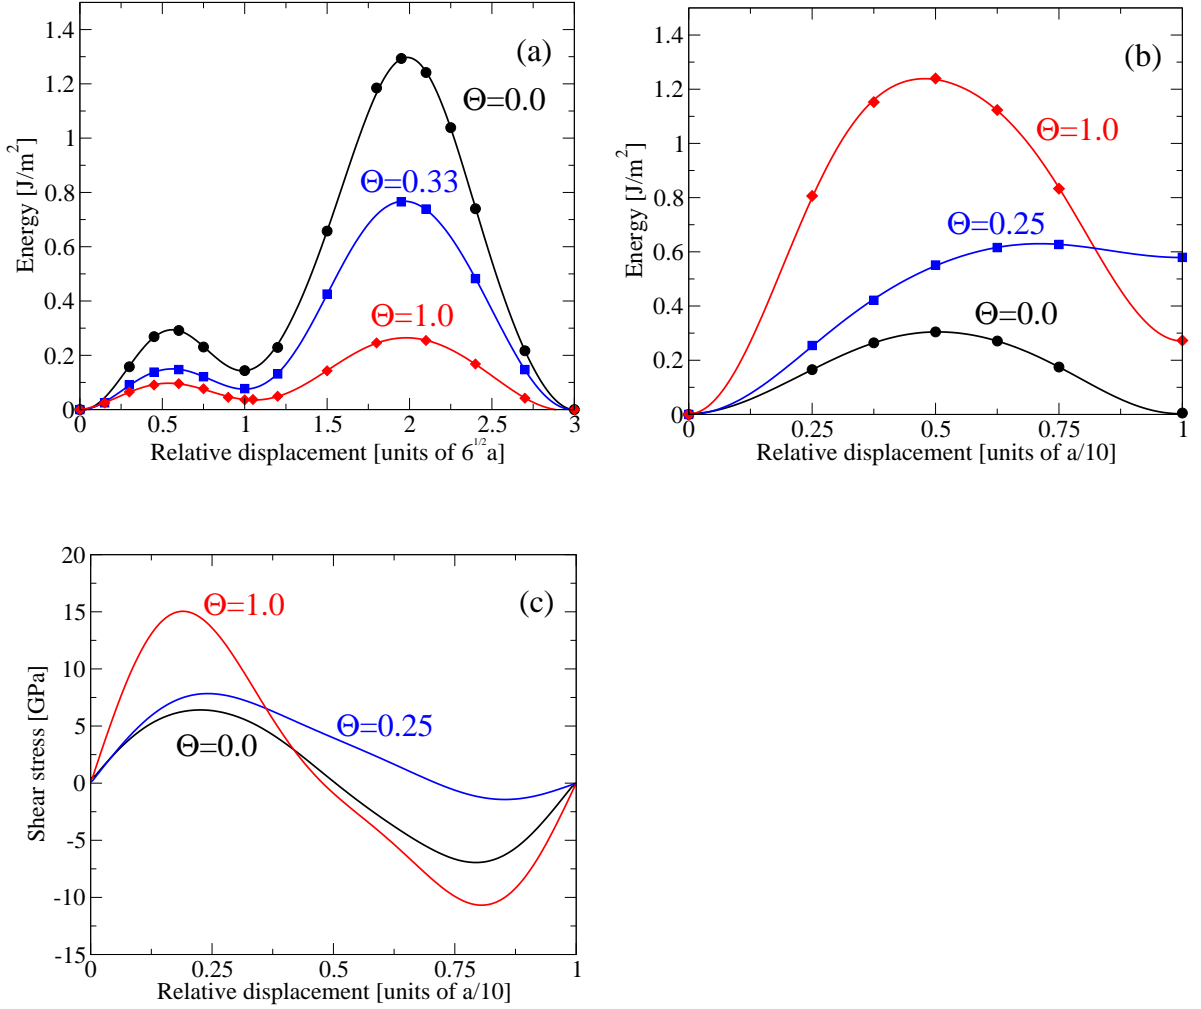 (a)
Energy [J/m²]
1.4
1.2
1
0.8
0.6
0.4
0.2
0
Θ=0.0
Θ=0.33
Θ=1.0
0 0.5 1 1.5 2 2.5 3
Relative displacement [units of 6^1/2 a]
(b)
Energy [J/m²]
1.4
1.2
1
0.8
0.6
0.4
0.2
0
Θ=1.0
Θ=0.25
Θ=0.0
0 0.25 0.5 0.75 1
Relative displacement [units of a/10]
(c)
Shear stress [GPa]
20
15
10
5
0
-5
-10
-15
Θ=1.0
Θ=0.25
Θ=0.0
0 0.25 0.5 0.75 1
Relative displacement [units of a/10]